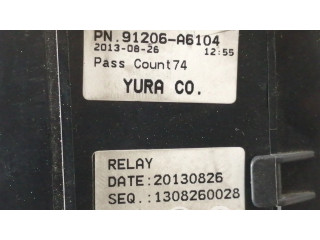 PN.91206-A6104
2013-08-26 12:55
Pass Count74
YURA CO.
RELAY
DATE:20130826
SEQ.:1308260028